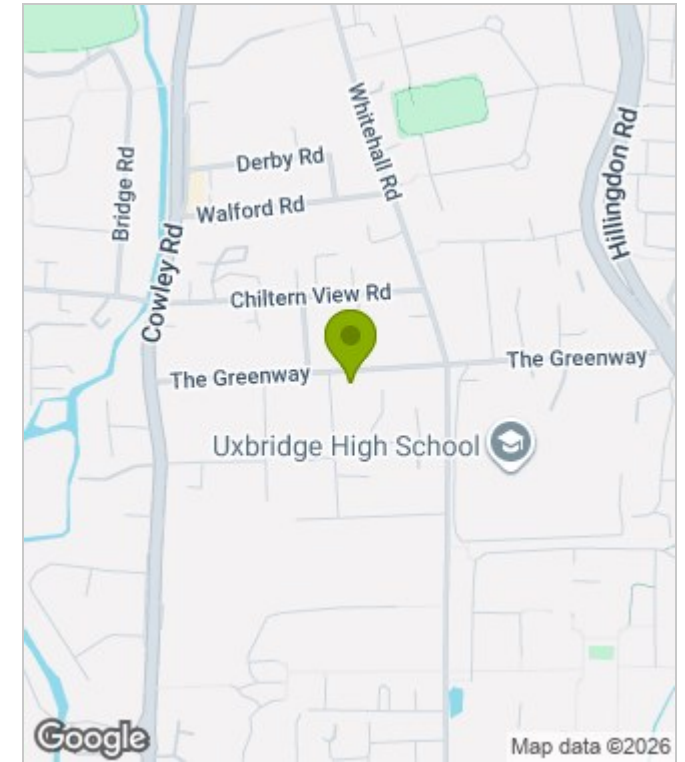 Derby Rd
Whitehall Rd
Hillingdon Rd
Bridge Rd
Walford Rd
Cowley Rd
Chiltern View Rd
The Greenway
The Greenway
Uxbridge High School
Google
Map data ©2026